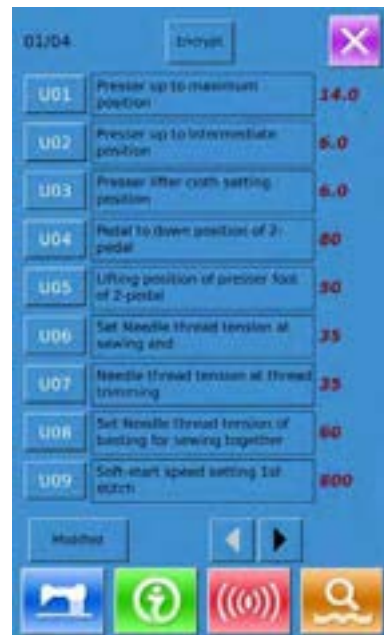 01/04
Encrypt
U01
Presser up to maximum
position
14.0
U02
Presser up to intermediate
position
6.0
U03
Presser lifter cloth setting
position
6.0
U04
Pedal to down position of 2-
pedal
80
U05
Lifting position of presser foot
of 2-pedal
50
U06
Set Needle thread tension at
sewing end
35
U07
Needle thread tension at thread
trimming
35
U08
Set Needle thread tension of
basting for sewing together
60
U09
Soft-start speed setting 1st
stitch
800
Modified